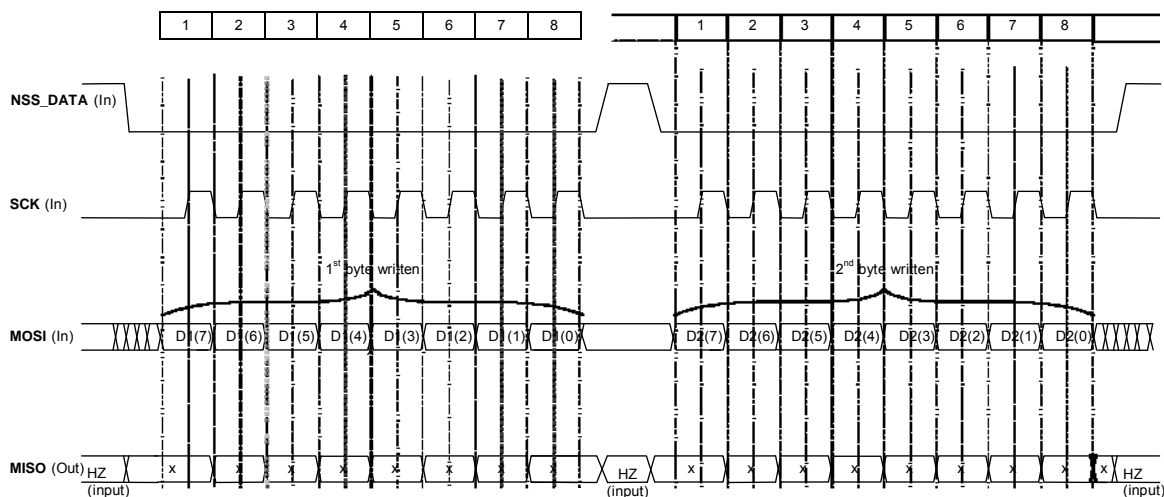 1 2 3 4 5 6 7 8 1 2 3 4 5 6 7 8
NSS_DATA (In)
SCK (In)
1st byte written 2nd byte written
MOSI (In) D1(7) D1(6) D1(5) D1(4) D1(3) D1(2) D1(1) D1(0) D2(7) D2(6) D2(5) D2(4) D2(3) D2(2) D2(1) D2(0)
MISO (Out) HZ x x x x x x x x HZ x x x x x x x x x HZ
(input) (input) (input)